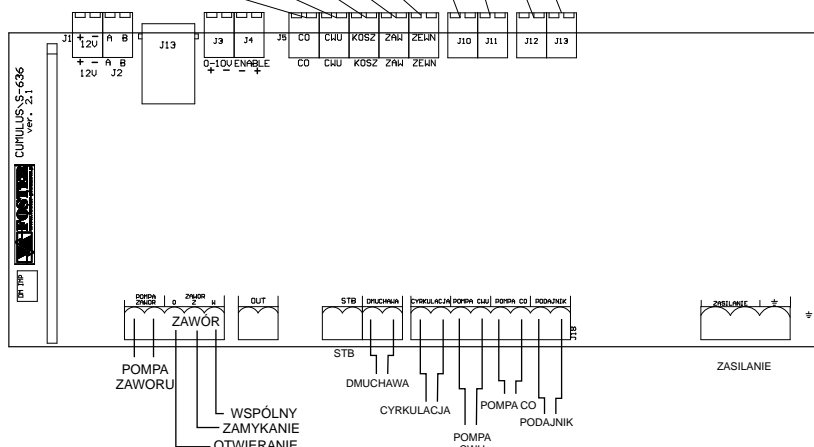 J1 + - A B J13 J3 J4 J5 CO CWU KOSZ ZAW ZEWN J10 J11 J12 J13
12V
0-10V ENABLE CO CWU KOSZ ZAW ZEWN
+ - A B + - - +
12V J2
CUMULUS\S-636
ver. 2.1
FOSTER
DM IMP
POMPA ZAWOR
ZAWOR
O Z W
OUT
STB
DMUCHAWA
CYRKULACJA
POMPA CWU
POMPA CO
PODAJNIK
J18
ZASILANIE
ZAWÓR
STB
ZASILANIE
POMPA
ZAWORU
DMUCHAWA
CYRKULACJA
POMPA CO
PODAJNIK
WSPÓLNY
ZAMYKANIE
OTWIERANIE
POMPA
CWU